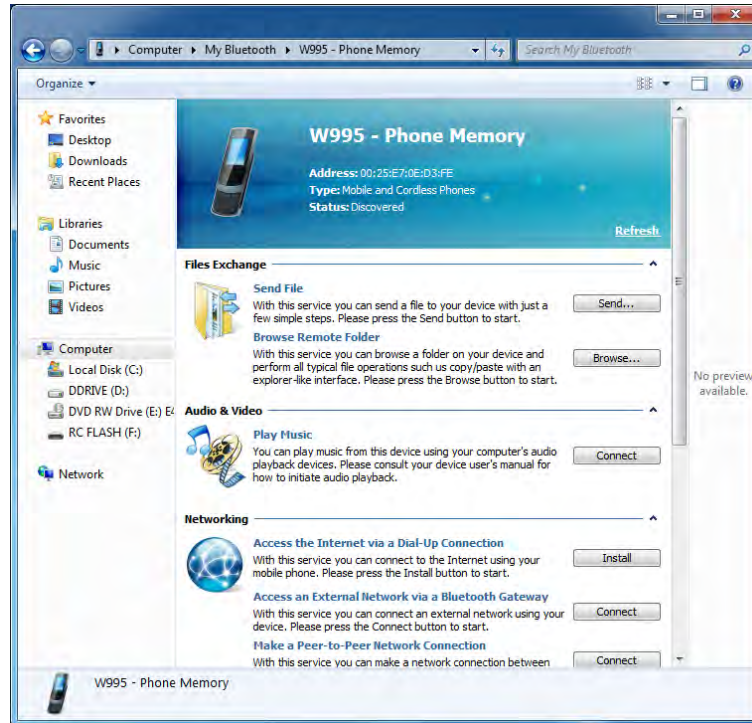 Computer ▸ My Bluetooth ▸ W995 - Phone Memory
Search My Bluetooth
Organize
Favorites
Desktop
Downloads
Recent Places
Libraries
Documents
Music
Pictures
Videos
Computer
Local Disk (C:)
DDRIVE (D:)
DVD RW Drive (E:) E4
RC FLASH (F:)
Network
W995 - Phone Memory
Address: 00:25:E7:0E:D3:FE
Type: Mobile and Cordless Phones
Status: Discovered
Refresh
Files Exchange
Send File
With this service you can send a file to your device with just a
few simple steps. Please press the Send button to start.
Send...
Browse Remote Folder
With this service you can browse a folder on your device and
perform all typical file operations such us copy/paste with an
explorer-like interface. Please press the Browse button to start.
Browse...
Audio & Video
Play Music
You can play music from this device using your computer's audio
playback devices. Please consult your device user's manual for
how to initiate audio playback.
Connect
Networking
Access the Internet via a Dial-Up Connection
With this service you can connect to the Internet using your
mobile phone. Please press the Install button to start.
Install
Access an External Network via a Bluetooth Gateway
With this service you can connect an external network using your
device. Please press the Connect button to start.
Connect
Make a Peer-to-Peer Network Connection
With this service you can make a network connection between
Connect
No preview
available.
W995 - Phone Memory